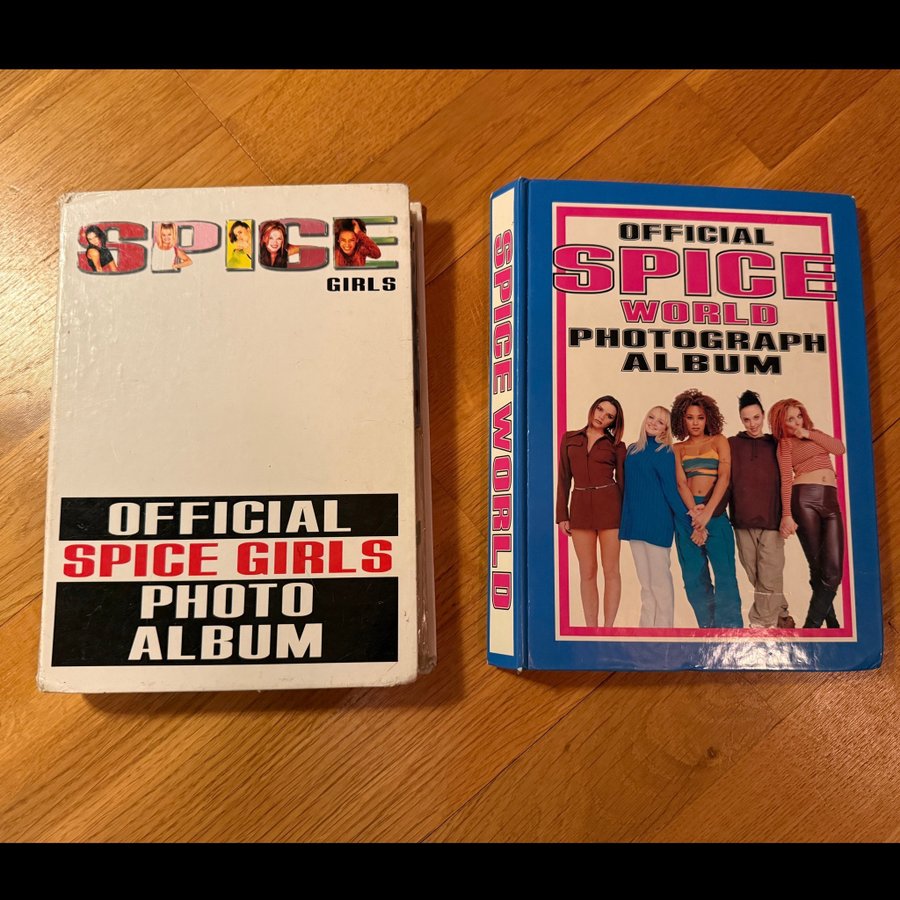 SPICE
GIRLS
OFFICIAL
SPICE GIRLS
PHOTO
ALBUM
SPICE WORLD
OFFICIAL
SPICE
WORLD
PHOTOGRAPH
ALBUM